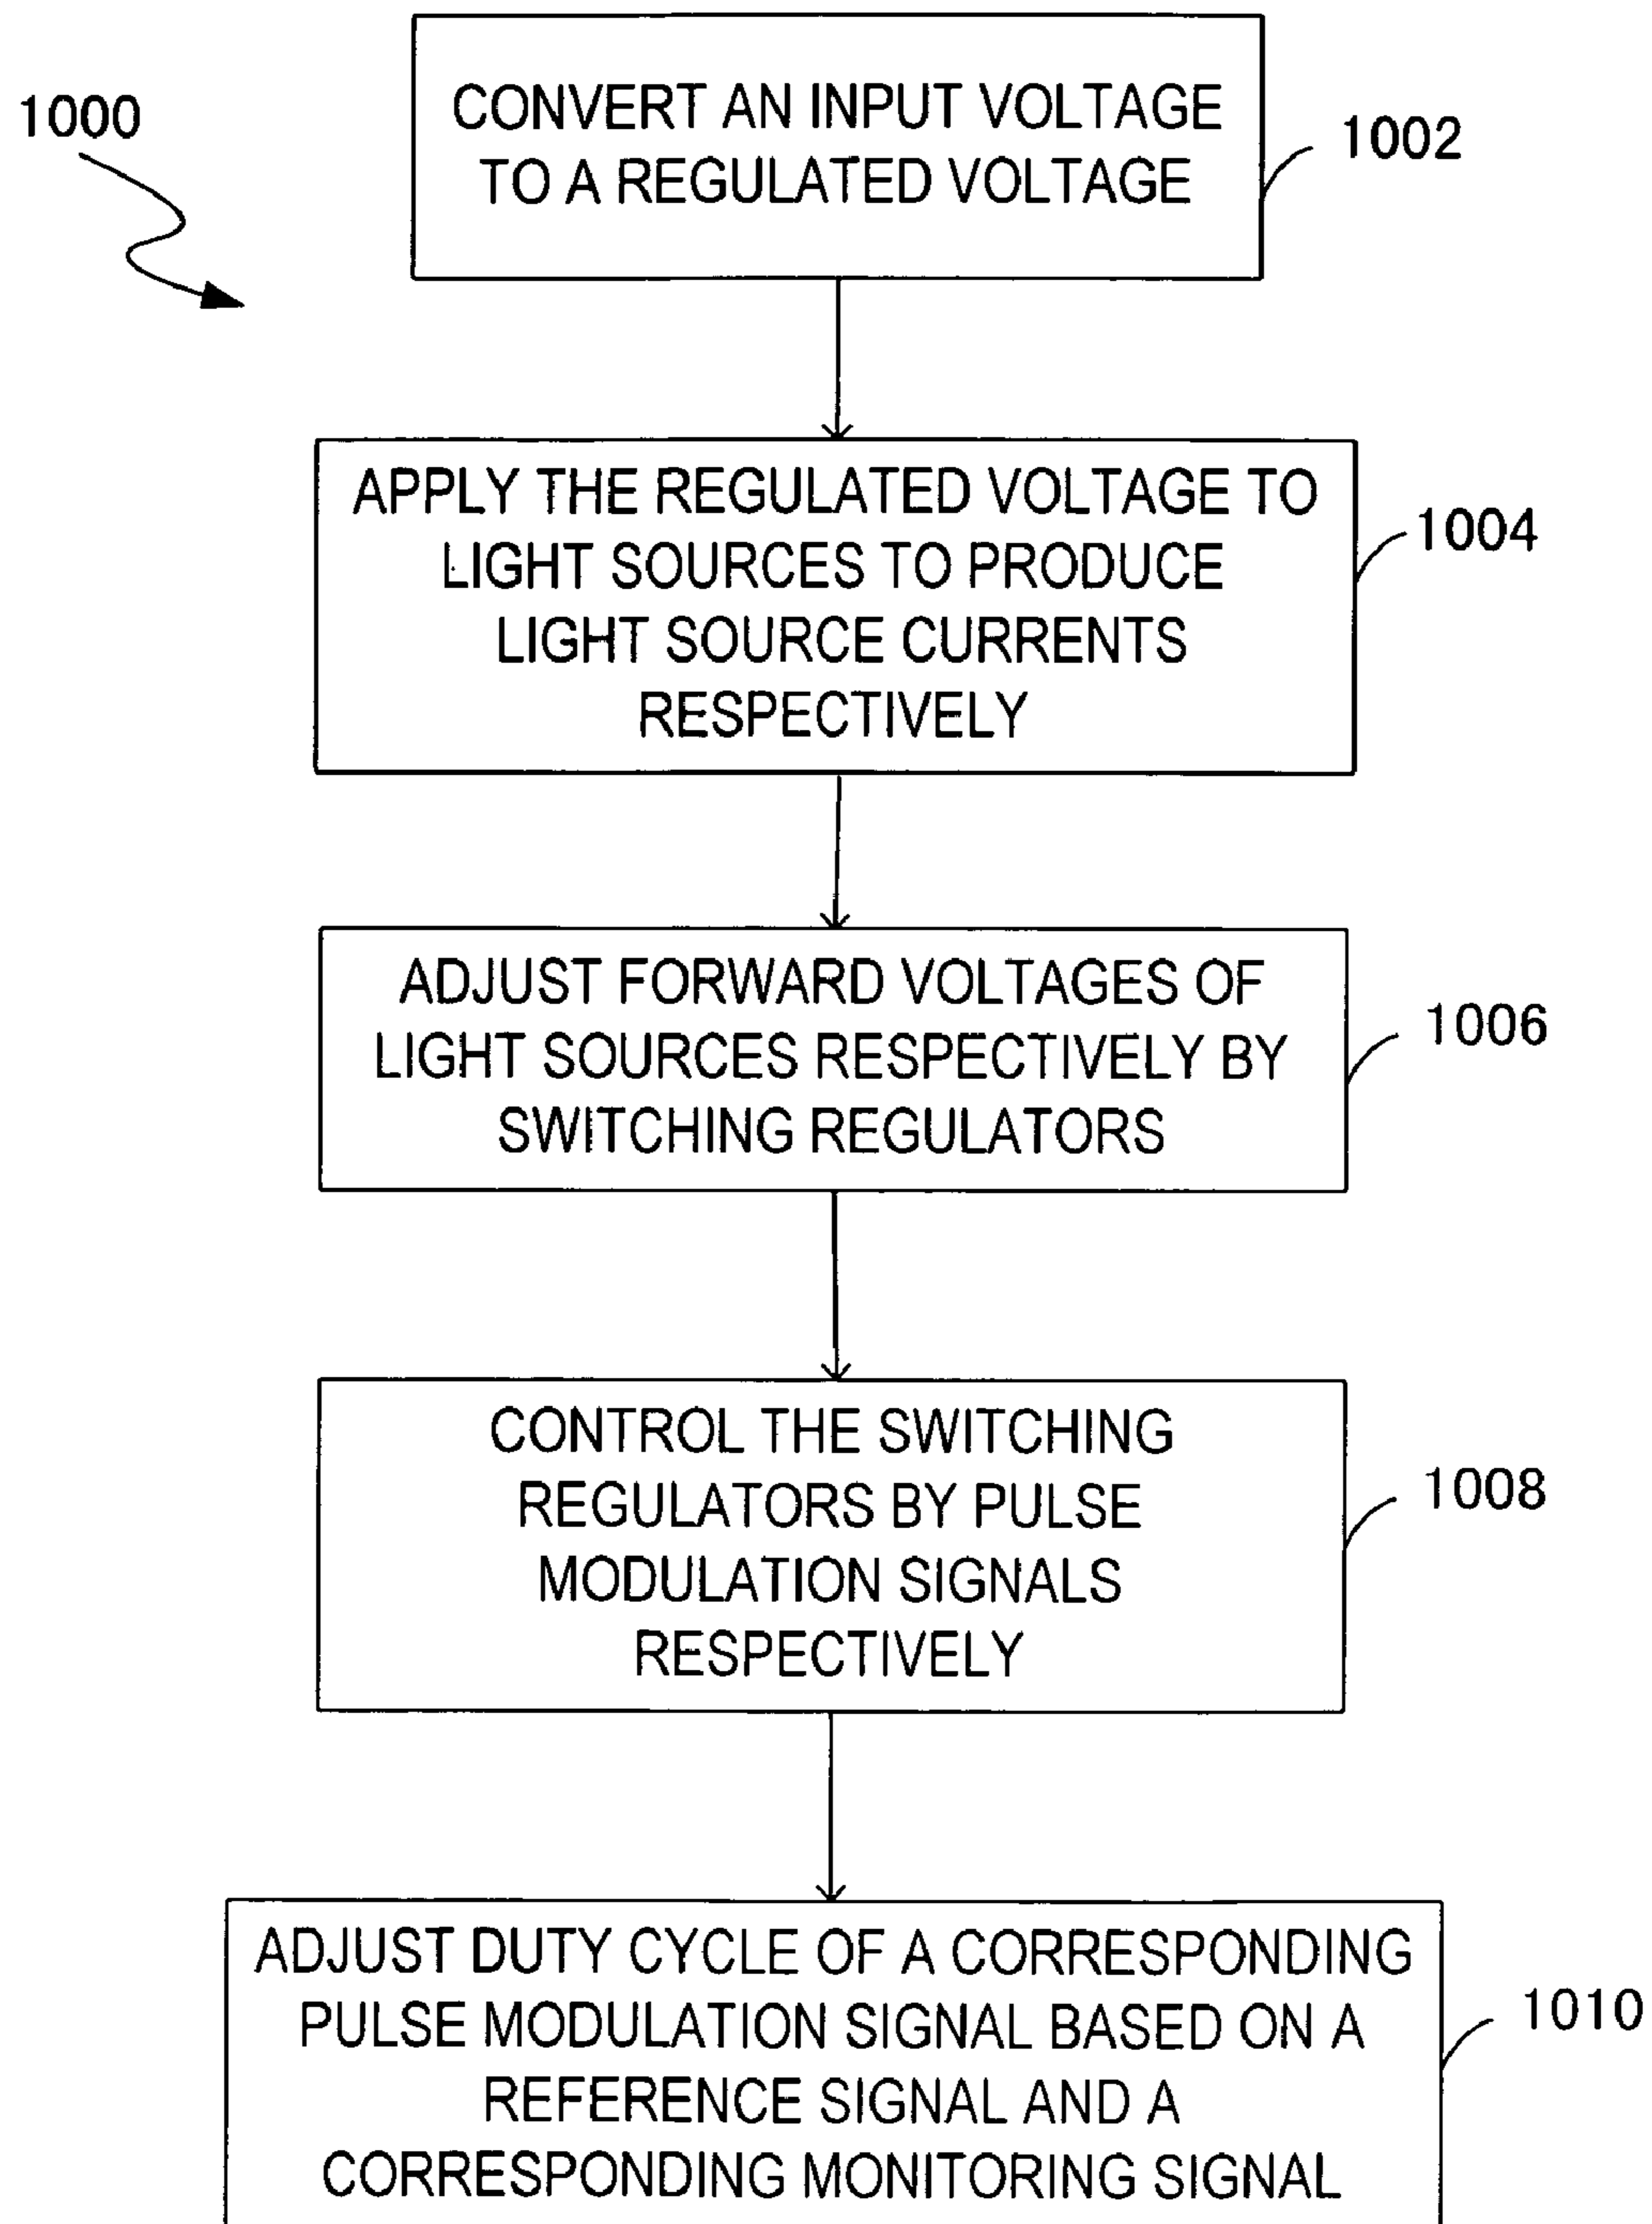 1000
CONVERT AN INPUT VOLTAGE
TO A REGULATED VOLTAGE
1002
APPLY THE REGULATED VOLTAGE TO
LIGHT SOURCES TO PRODUCE
LIGHT SOURCE CURRENTS
RESPECTIVELY
1004
ADJUST FORWARD VOLTAGES OF
LIGHT SOURCES RESPECTIVELY BY
SWITCHING REGULATORS
1006
CONTROL THE SWITCHING
REGULATORS BY PULSE
MODULATION SIGNALS
RESPECTIVELY
1008
ADJUST DUTY CYCLE OF A CORRESPONDING
PULSE MODULATION SIGNAL BASED ON A
REFERENCE SIGNAL AND A
CORRESPONDING MONITORING SIGNAL
1010